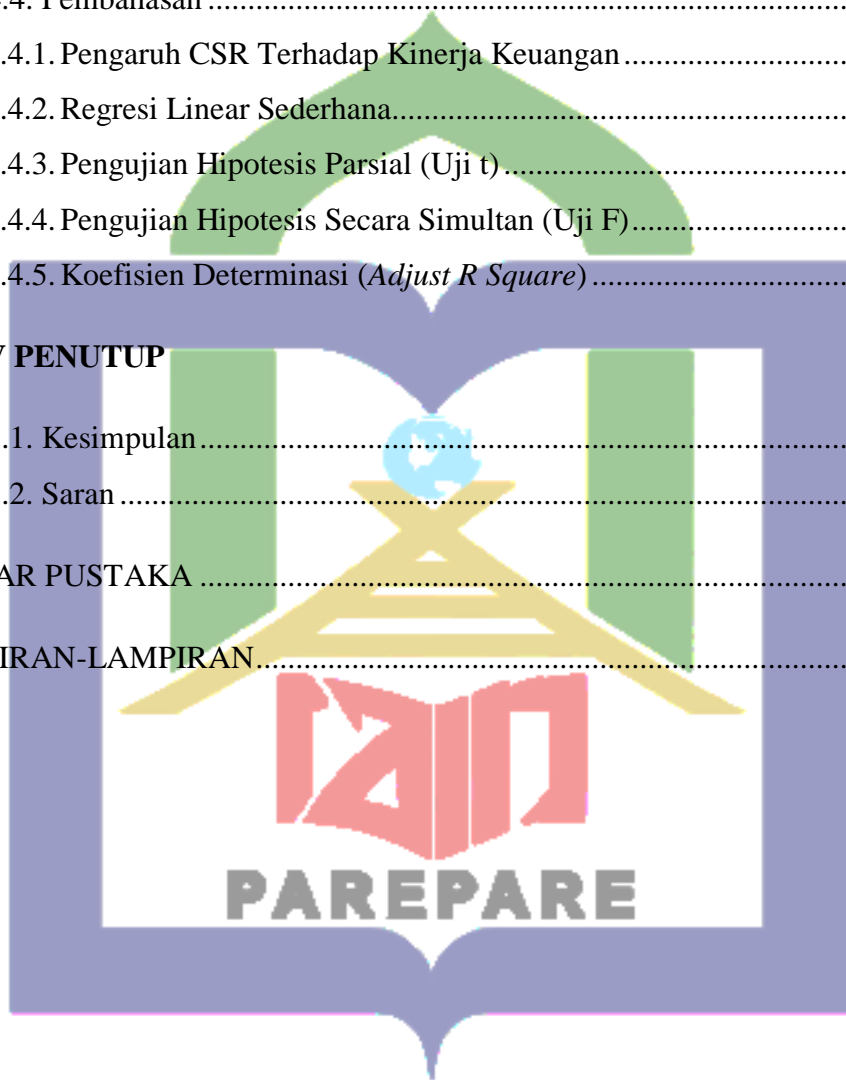 .4. Pembahasan ........................................................................
.4.1. Pengaruh CSR Terhadap Kinerja Keuangan ............................
.4.2. Regresi Linear Sederhana..........................................................
.4.3. Pengujian Hipotesis Parsial (Uji t) ............................................
.4.4. Pengujian Hipotesis Secara Simultan (Uji F)...........................
.4.5. Koefisien Determinasi (Adjust R Square) ................................
PENUTUP
.1. Kesimpulan .................................................................................
.2. Saran ...........................................................................................
AR PUSTAKA .................................................................................
IRAN-LAMPIRAN..........................................................................
iain
PAREPARE